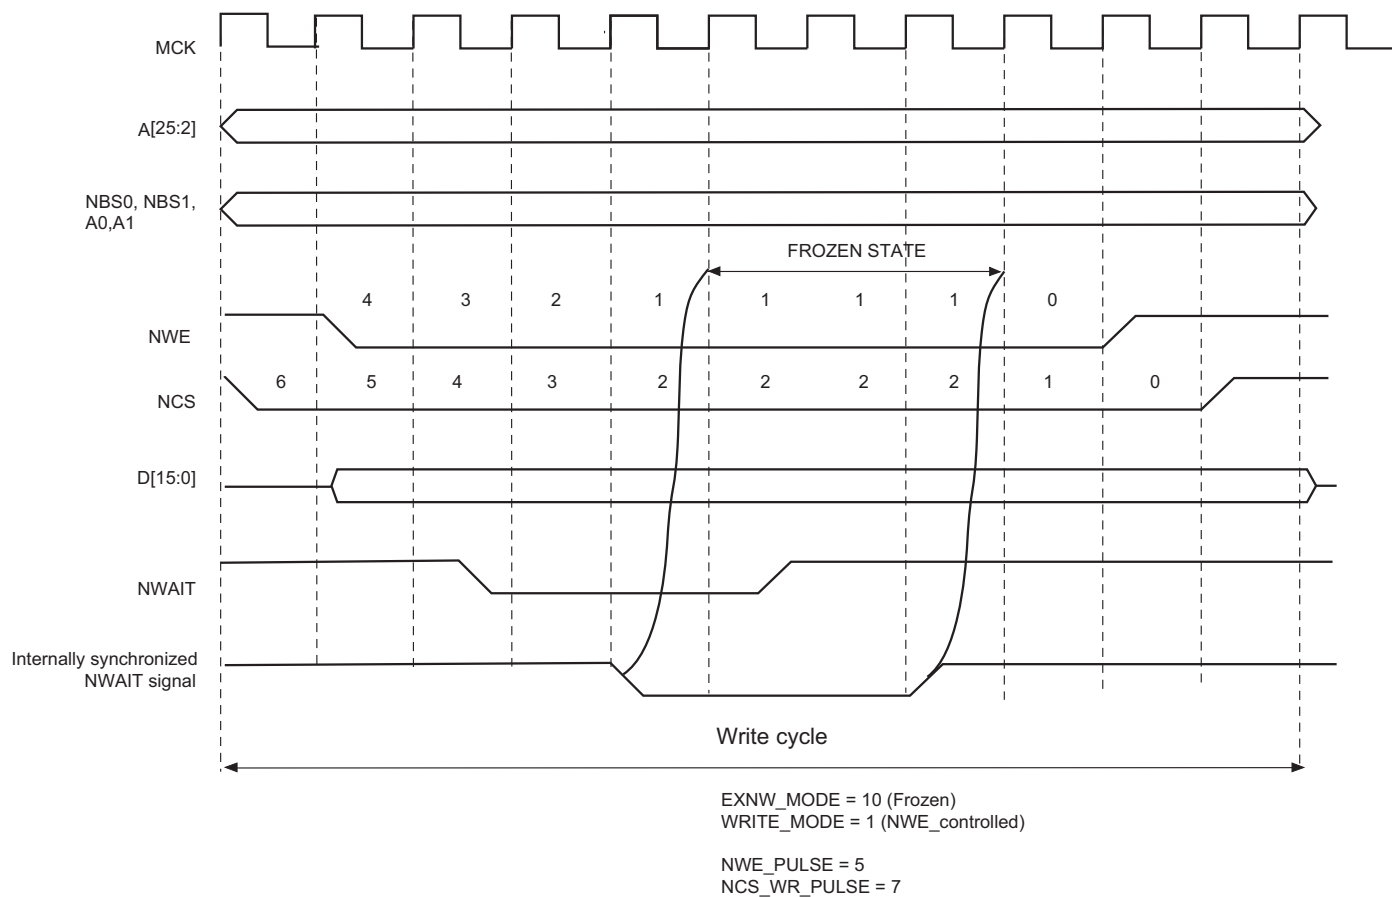 MCK
A[25:2]
NBS0, NBS1,
A0,A1
FROZEN STATE
4 3 2 1 1 1 1 0
NWE
6 5 4 3 2 2 2 2 1 0
NCS
D[15:0]
NWAIT
Internally synchronized
NWAIT signal
Write cycle
EXNW_MODE = 10 (Frozen)
WRITE_MODE = 1 (NWE_controlled)
NWE_PULSE = 5
NCS_WR_PULSE = 7